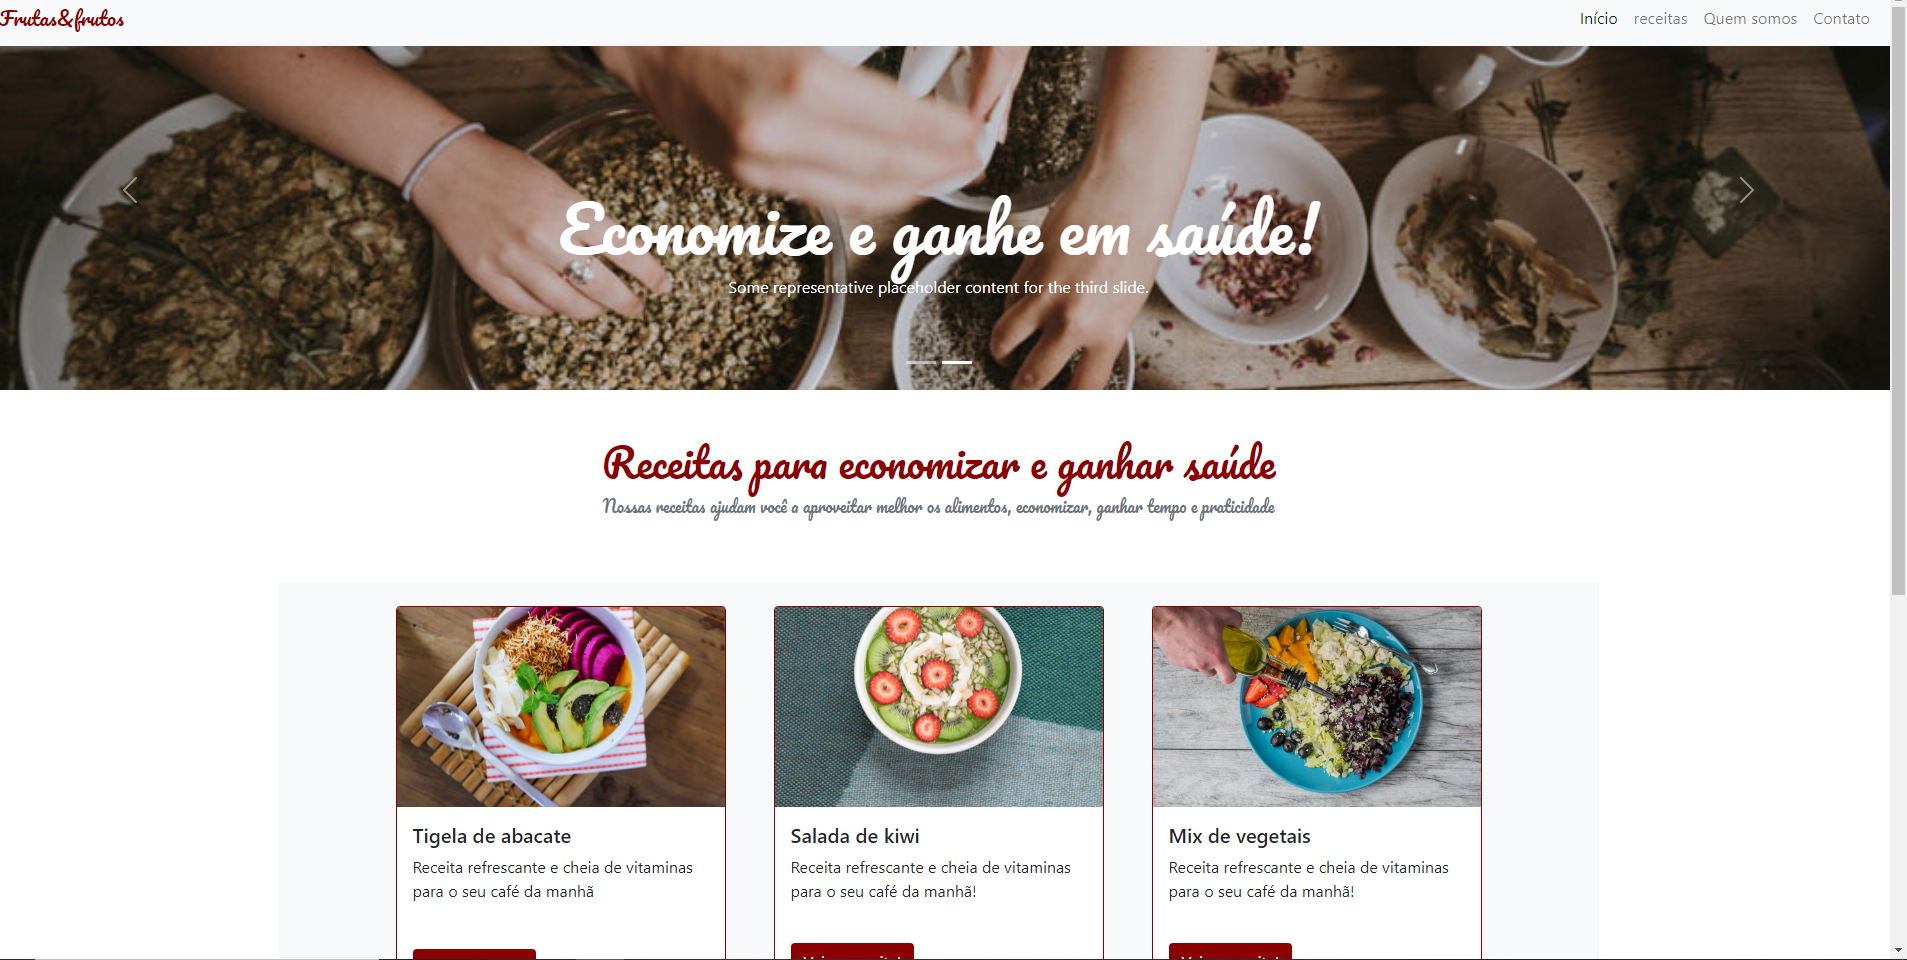 Frutas&frutos
Início receitas Quem somos Contato
Economize e ganhe em saúde!
Some representative placeholder content for the third slide.
Receitas para economizar e ganhar saúde
Nossas receitas ajudam você a aproveitar melhor os alimentos, economizar, ganhar tempo e praticidade
Tigela de abacate
Receita refrescante e cheia de vitaminas
para o seu café da manhã
Salada de kiwi
Receita refrescante e cheia de vitaminas
para o seu café da manhã!
Mix de vegetais
Receita refrescante e cheia de vitaminas
para o seu café da manhã!